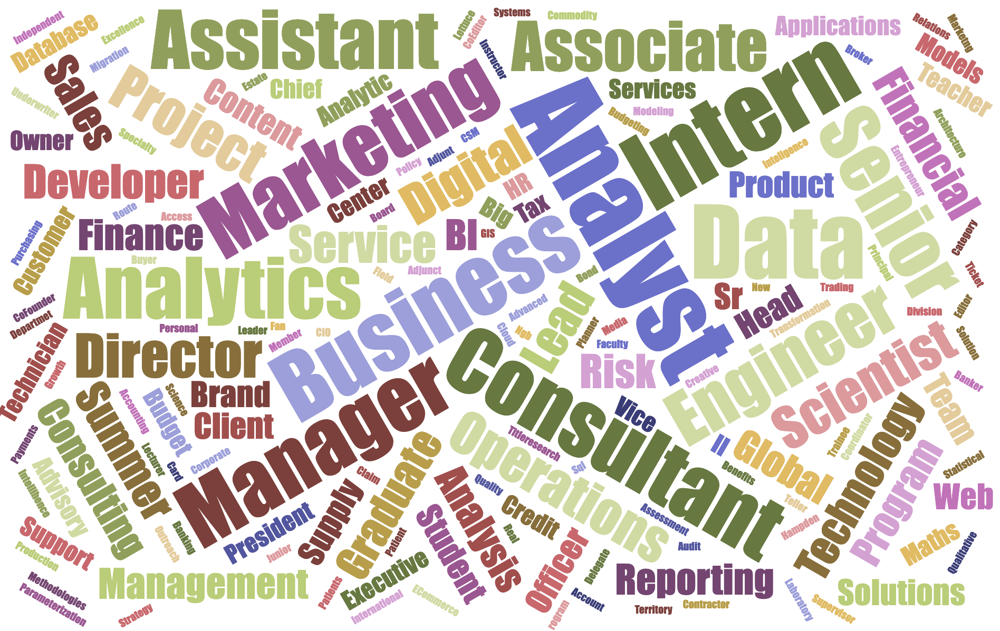 Independent
Database
Excellence
Assistant
Lettuce
CoEditor
Systems
Commodity
Associate
Applications
Relations
Marketng
Models
Migration
Sales
Instructor
Broker
Teacher
Underwriter
Project
Content
Estate
Chief
Analytic
Marketing
Services
Intern
Financial
Owner
Specialty
CSM
Budgeting
Modeling
Analyst
Senior
Architecture
Developer
Policy
Adjunt
Digital
Inteligence
Entrepreneur
Route
Access
Center
Board
HR
Tax
Big
Product
Purchasing
Customer
Finance
Service
BI
GIS
Data
Category
Buyer
Analytics
Field
Adjunct
Business
Bond
Principal
Ticket
CoFounder
Departmet
Lead
Sr
New
Trading
Head
Editor
Advanced
Transformation
Division
Personal
Leader
Fan
Member
CIO
Cloud
Ngh
Planner
Media
Faculty
Engineer
Solution
Technician
Growth
Director
Consultant
Risk
Creative
Scientist
Banker
Summer
Accounting
Budget
Science
Brand
Manager
Vice
Team
Client
Payments
Consulting
Lecturer
Card
Corporate
Operations
Titleresearch
Sql
II
Global
Trainee
Coordinator
Technology
Program
Statistical
Intellihence
Advisory
Claim
Graduate
Analysis
Quality
Benefits
Web
Support
Outreach
Banking
President
Supply
Student
Credit
Assessment
Teller
Hampden
Production
Junior
Patient
Real
Audit
Maths
Qualitative
Methodologies
Parameterization
Management
Executive
Officer
Delegate
Reporting
Solutions
Strategy
Patients
International
ECommerce
rogram
Account
Territory
Contractor
Laboratory
Supervisor